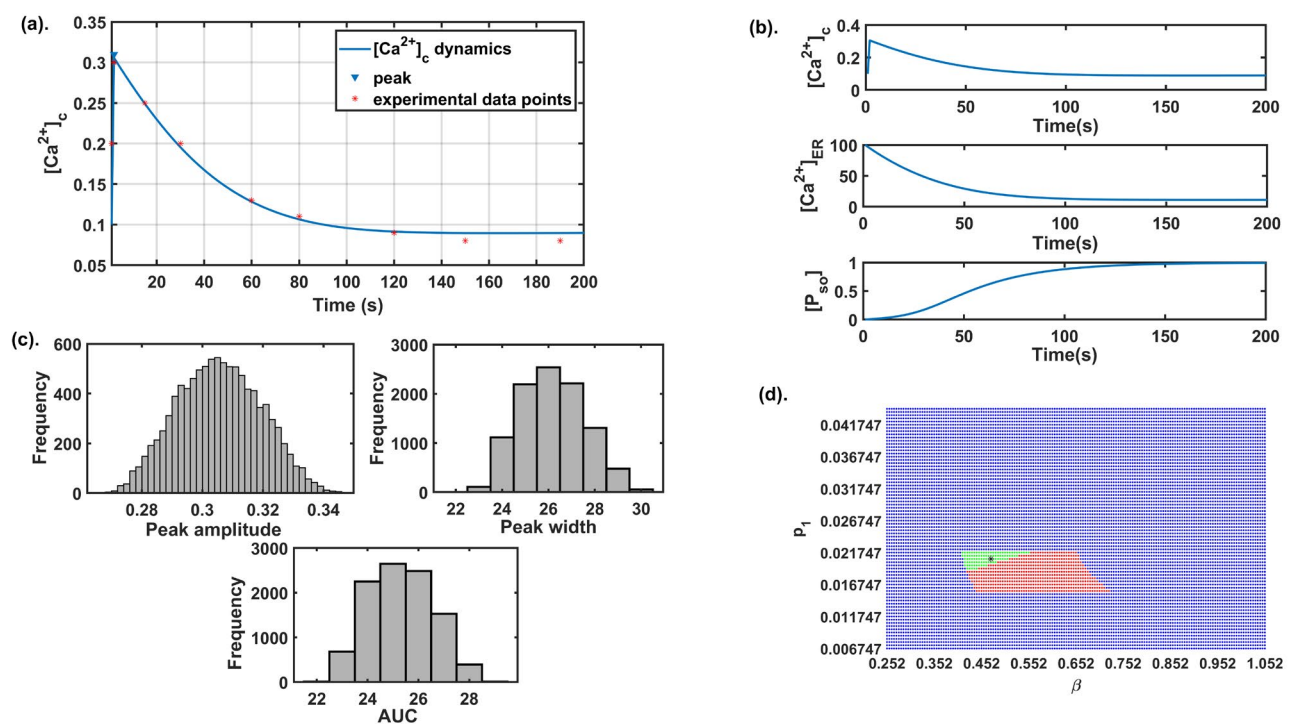 (a).
0.35
0.3
0.25
0.2
0.15
0.1
0.05
[Ca²⁺]c
20 40 60 80 100 120 140 160 180 200
Time (s)
[Ca²⁺]c dynamics
peak
experimental data points
(b).
0.4
0.2
0
[Ca²⁺]c
0 50 100 150 200
Time(s)
100
50
0
[Ca²⁺]ER
0 50 100 150 200
Time(s)
1
0.5
0
[Pso]
0 50 100 150 200
Time(s)
(c).
600
400
200
0
Frequency
0.28 0.3 0.32 0.34
Peak amplitude
3000
2000
1000
0
Frequency
22 24 26 28 30
Peak width
3000
2000
1000
0
Frequency
22 24 26 28
AUC
(d).
0.041747
0.036747
0.031747
0.026747
0.021747
0.016747
0.011747
0.006747
p₁
0.252 0.352 0.452 0.552 0.652 0.752 0.852 0.952 1.052
β